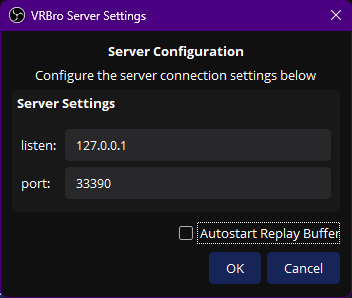 VRBro Server Settings
Server Configuration
Configure the server connection settings below
Server Settings
listen: 127.0.0.1
port: 33390
Autostart Replay Buffer
OK Cancel